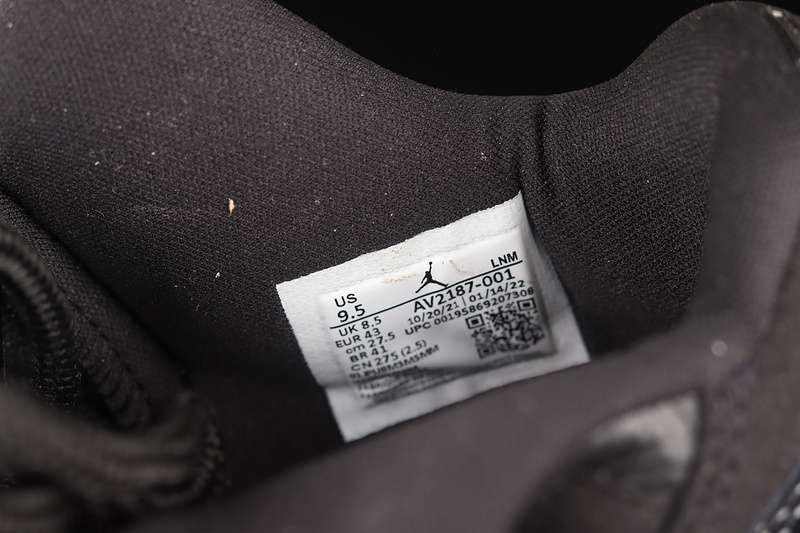 US LNM
9.5 AV2187-001
UK 8.5 10/20/21 | 01/14/22
EUR 43 UPC 00195869207308
cm 27.5
BR 41
CN 275 (2.5)